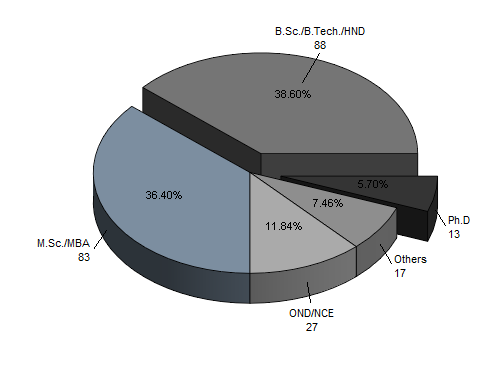 B.Sc./B.Tech./HND
88
38.60%
5.70%
36.40%
7.46%
Ph.D
13
11.84%
M.Sc./MBA
83
Others
17
OND/NCE
27